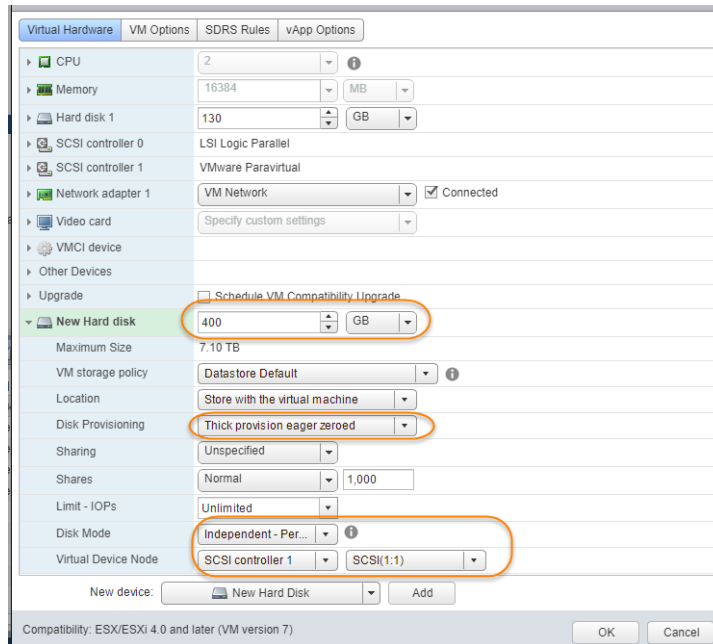 Virtual Hardware VM Options SDRS Rules vApp Options
CPU 2
Memory 16384 MB
Hard disk 1 130 GB
SCSI controller 0 LSI Logic Parallel
SCSI controller 1 VMware Paravirtual
Network adapter 1 VM Network Connected
Video card Specify custom settings
VMCI device
Other Devices
Upgrade Schedule VM Compatibility Upgrade
New Hard disk 400 GB
Maximum Size 7.10 TB
VM storage policy Datastore Default
Location Store with the virtual machine
Disk Provisioning Thick provision eager zeroed
Sharing Unspecified
Shares Normal 1,000
Limit - IOPs Unlimited
Disk Mode Independent - Per...
Virtual Device Node SCSI controller 1 SCSI(1:1)
New device: New Hard Disk Add
Compatibility: ESX/ESXi 4.0 and later (VM version 7) OK Cancel